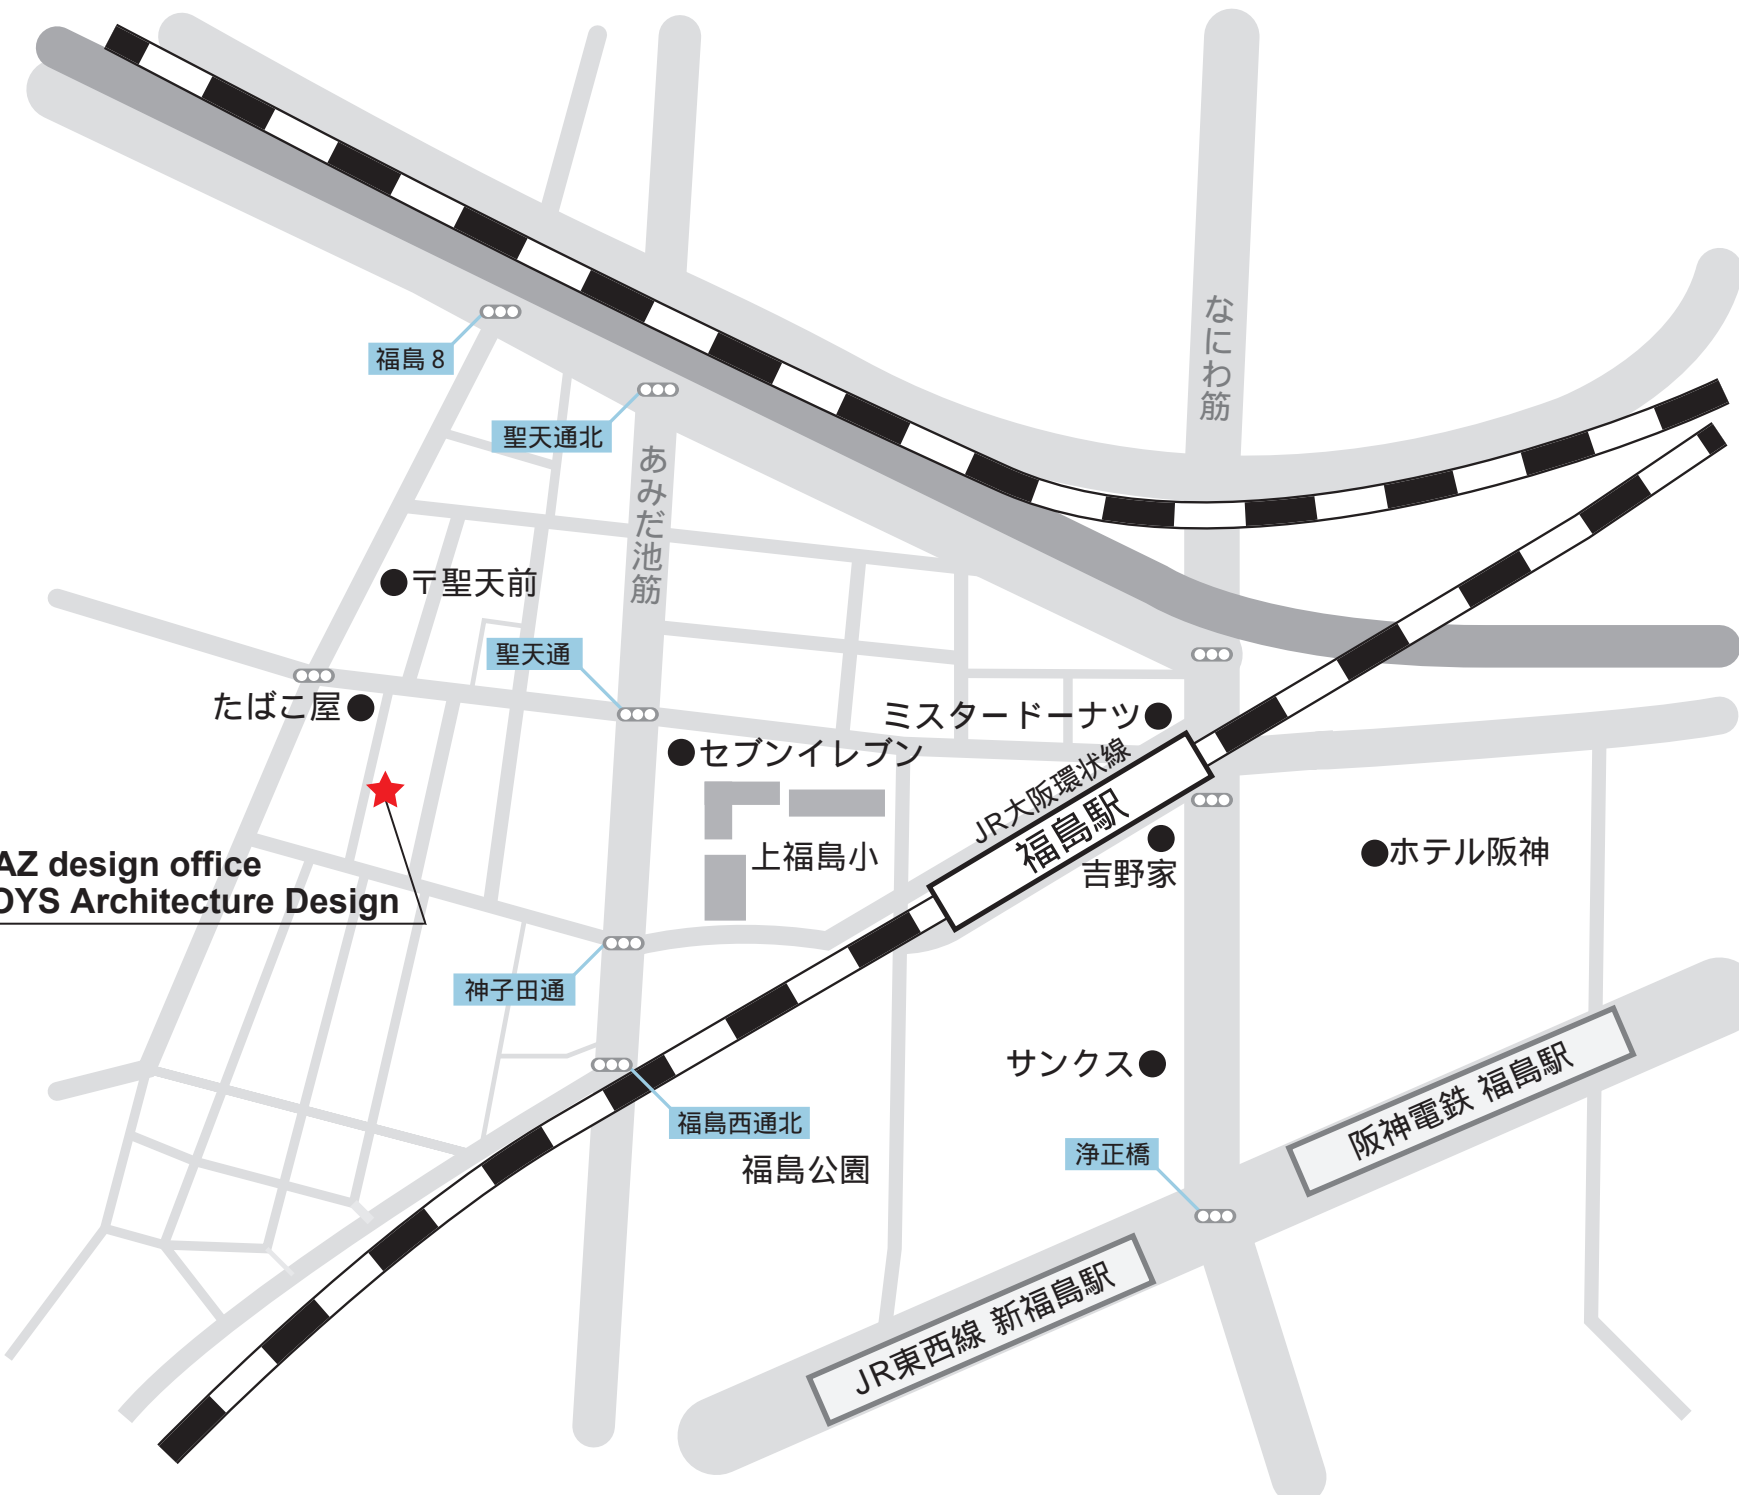 なにわ筋
福島 8
聖天通北
あみだ池筋
〒聖天前
聖天通
たばこ屋
ミスタードーナツ
セブンイレブン
JR大阪環状線
福島駅
上福島小
吉野家
ホテル阪神
AZ design office
OYS Architecture Design
神子田通
サンクス
阪神電鉄 福島駅
福島西通北
福島公園
浄正橋
JR東西線 新福島駅